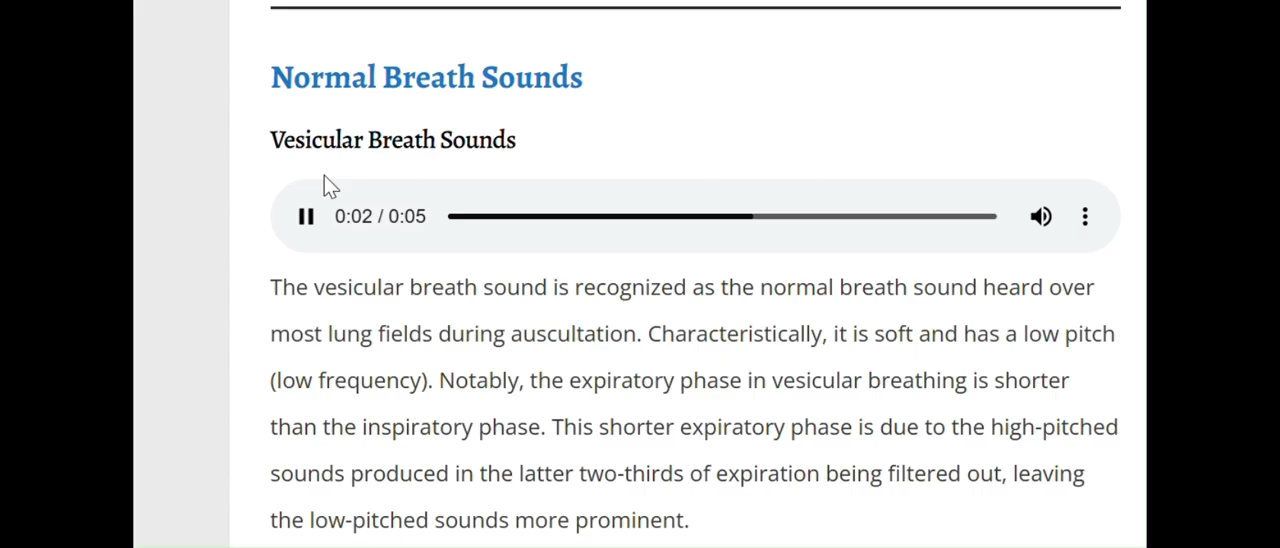 Normal Breath Sounds
Vesicular Breath Sounds
0:02 / 0:05
The vesicular breath sound is recognized as the normal breath sound heard over
most lung fields during auscultation. Characteristically, it is soft and has a low pitch
(low frequency). Notably, the expiratory phase in vesicular breathing is shorter
than the inspiratory phase. This shorter expiratory phase is due to the high-pitched
sounds produced in the latter two-thirds of expiration being filtered out, leaving
the low-pitched sounds more prominent.